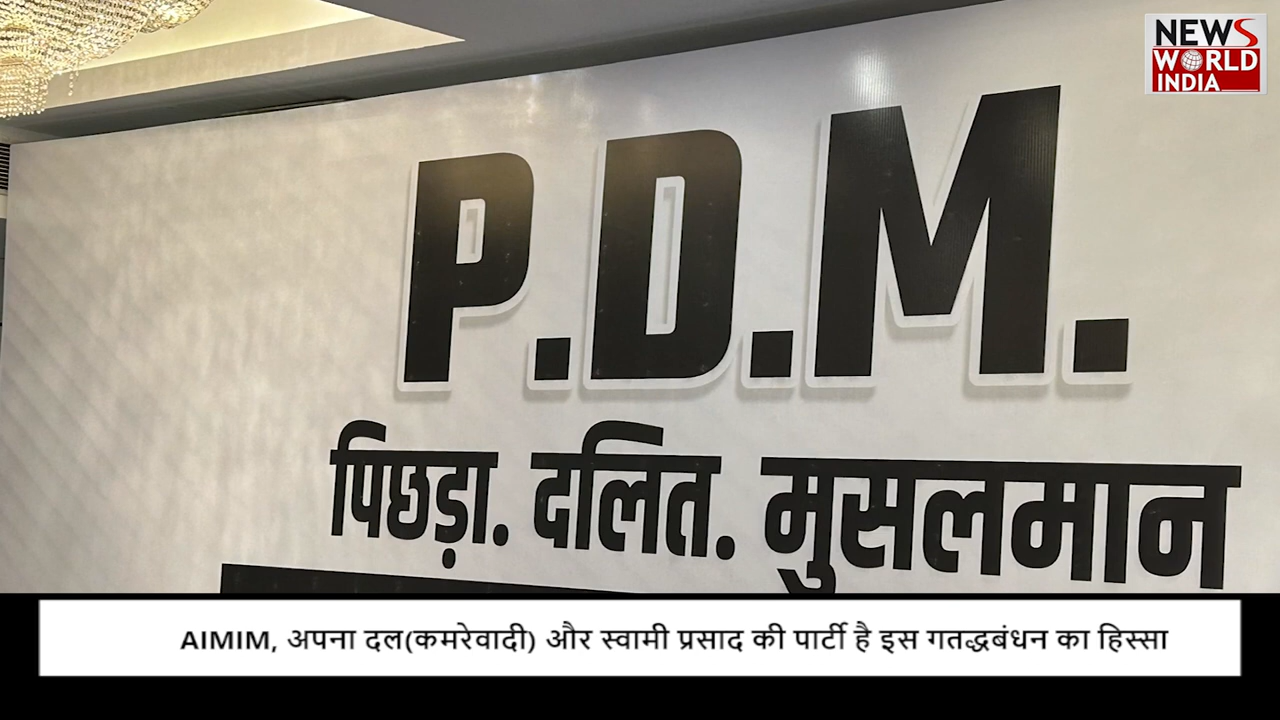 NEWS
WORLD
INDIA
P.D.M.
पिछड़ा. दलित. मुसलमान
AIMIM, अपना दल(कमरेवादी) और स्वामी प्रसाद की पार्टी है इस गतद्धबंधन का हिस्सा